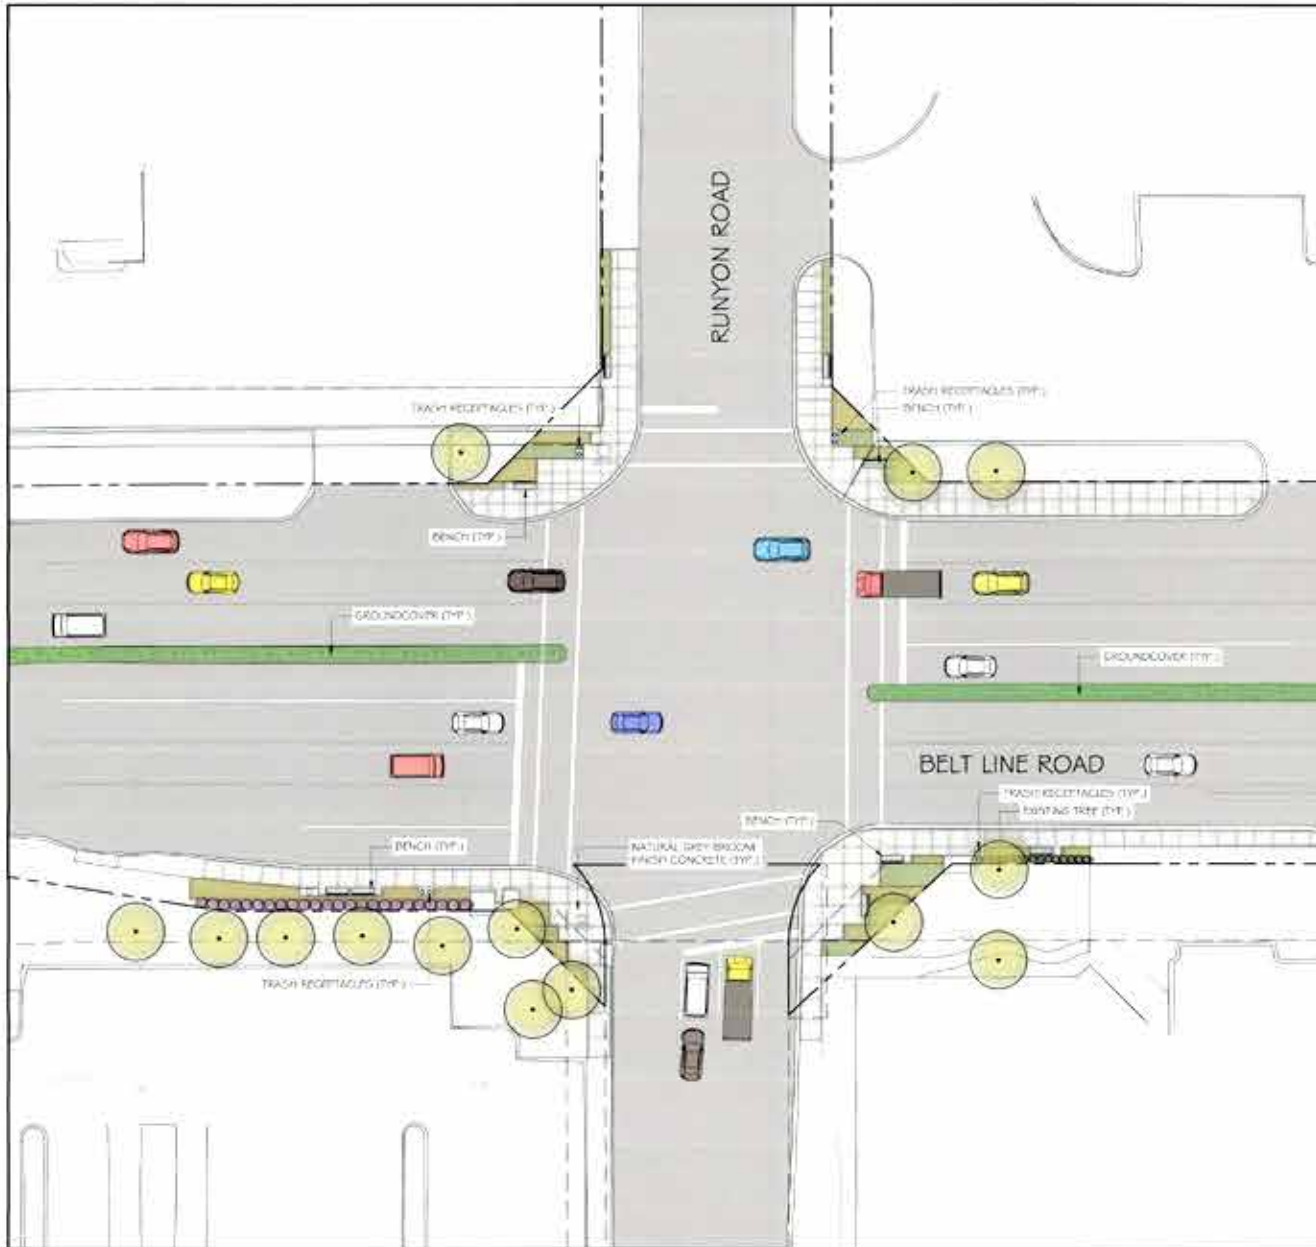 RUNYON ROAD
TRASH RECEPTACLES (TYP.)
BENCH (TYP.)
TRASH RECEPTACLES (TYP.)
BENCH (TYP.)
GROUNDCOVER (TYP.)
GROUNDCOVER (TYP.)
BELT LINE ROAD
TRASH RECEPTACLES (TYP.)
EXISTING TREE (TYP.)
BENCH (TYP.)
BENCH (TYP.)
NATURAL GREY BROOM
FINISH CONCRETE (TYP.)
TRASH RECEPTACLES (TYP.)